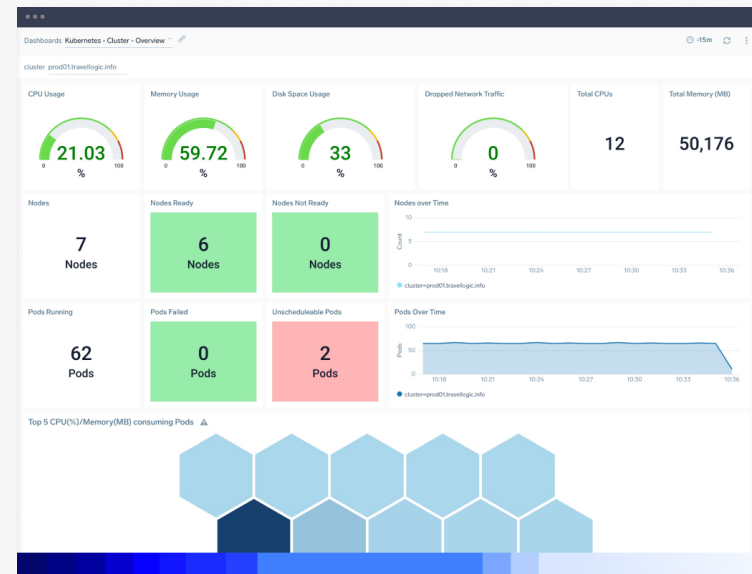 Dashboards Kubernetes - Cluster - Overview
-15m
cluster prod01.travellogic.info
CPU Usage
Memory Usage
Disk Space Usage
Dropped Network Traffic
Total CPUs
Total Memory (MB)
21.03
0 100
%
59.72
0 100
%
33
0 100
%
0
0 100
%
12
50,176
Nodes
Nodes Ready
Nodes Not Ready
Nodes over Time
7
Nodes
6
Nodes
0
Nodes
10
5
0
Count
10:18 10:21 10:24 10:27 10:30 10:33 10:36
cluster=prod01.travellogic.info
Pods Running
Pods Failed
Unscheduleable Pods
Pods Over Time
62
Pods
0
Pods
2
Pods
100
50
0
Pods
10:18 10:21 10:24 10:27 10:30 10:33 10:36
cluster=prod01.travellogic.info
Top 5 CPU(%)/Memory(MB) consuming Pods